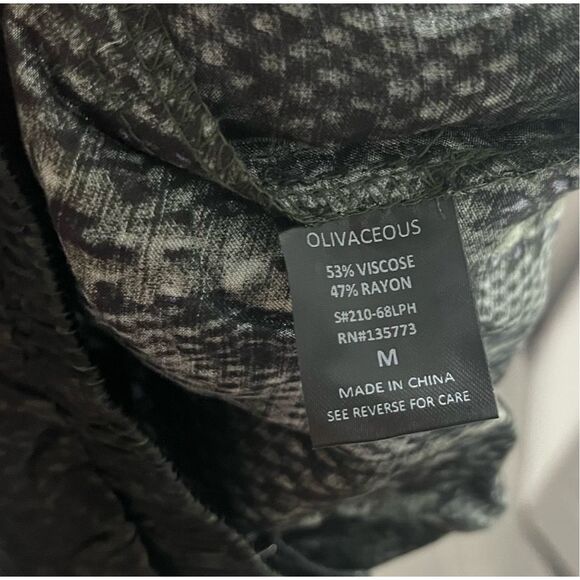 OLIVACEOUS
53% VISCOSE
47% RAYON
S#210-68LPH
RN#135773
M
MADE IN CHINA
SEE REVERSE FOR CARE